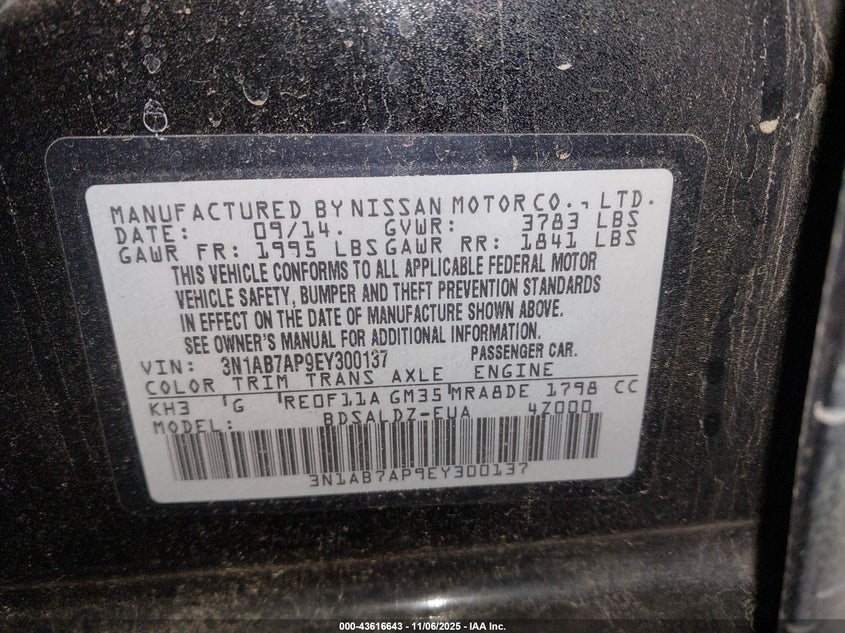 MANUFACTURED BY NISSAN MOTOR CO., LTD.
DATE: 09/14. GVWR: 3783 LBS
GAWR FR: 1995 LBS GAWR RR: 1841 LBS
THIS VEHICLE CONFORMS TO ALL APPLICABLE FEDERAL MOTOR
VEHICLE SAFETY, BUMPER AND THEFT PREVENTION STANDARDS
IN EFFECT ON THE DATE OF MANUFACTURE SHOWN ABOVE.
SEE OWNER'S MANUAL FOR ADDITIONAL INFORMATION.
VIN: 3N1AB7AP9EY300137 PASSENGER CAR.
COLOR TRIM TRANS AXLE ENGINE
KH3 G RE0F11A GM35 MRA8DE 1798 CC
MODEL: BDSALDZ-EUA 4Z000
3N1AB7AP9EY300137
000-43616643 - 11/06/2025 - IAA Inc.